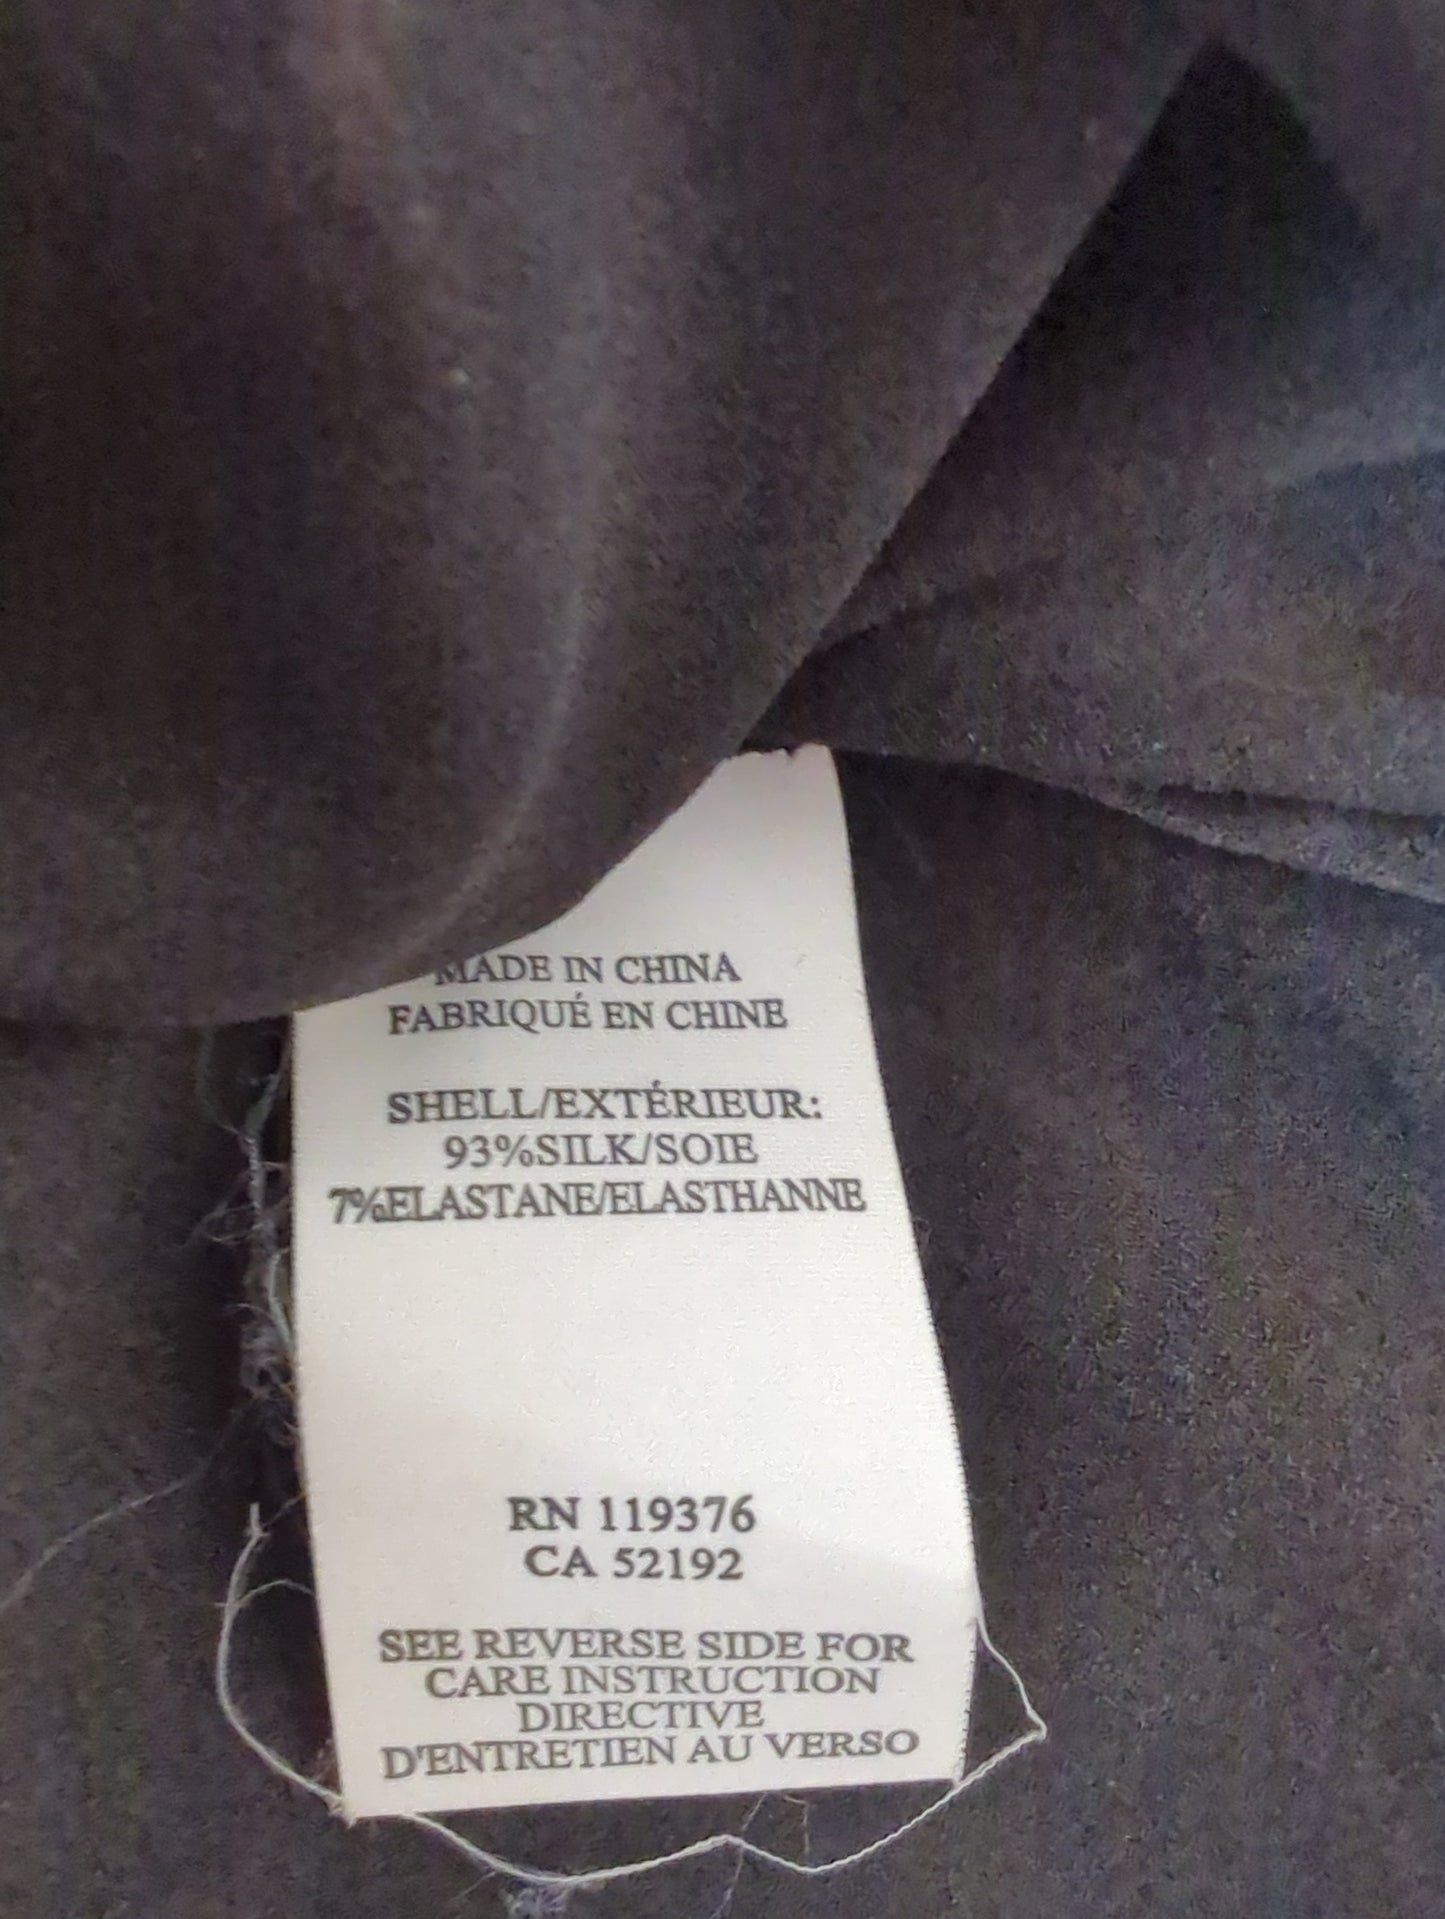 MADE IN CHINA
FABRIQUÉ EN CHINE
SHELL/EXTÉRIEUR:
93%SILK/SOIE
7%ELASTANE/ELASTHANNE
RN 119376
CA 52192
SEE REVERSE SIDE FOR
CARE INSTRUCTION
DIRECTIVE
D'ENTRETIEN AU VERSO